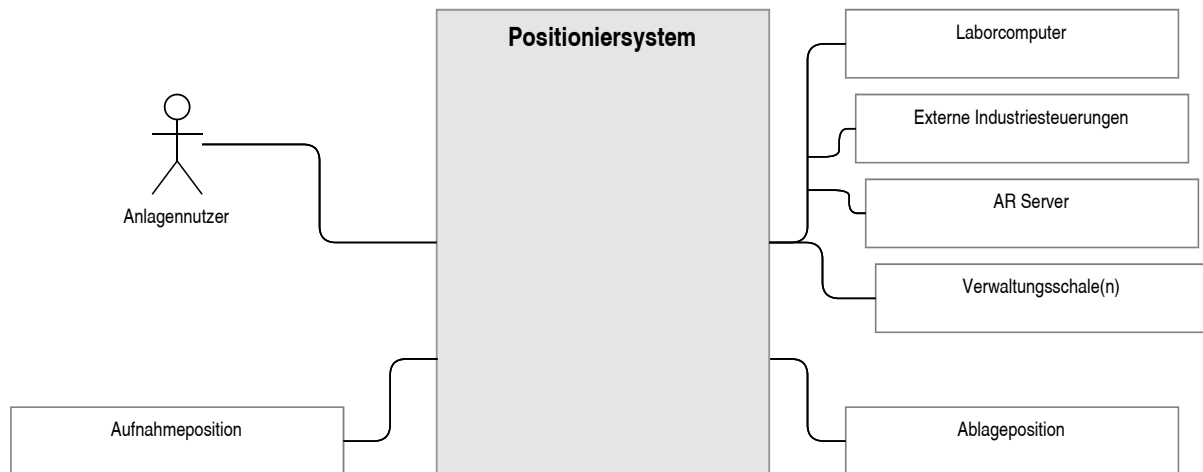 Positioniersystem
Laborcomputer
Externe Industriesteuerungen
AR Server
Anlagennutzer
Verwaltungsschale(n)
Aufnahmeposition
Ablageposition